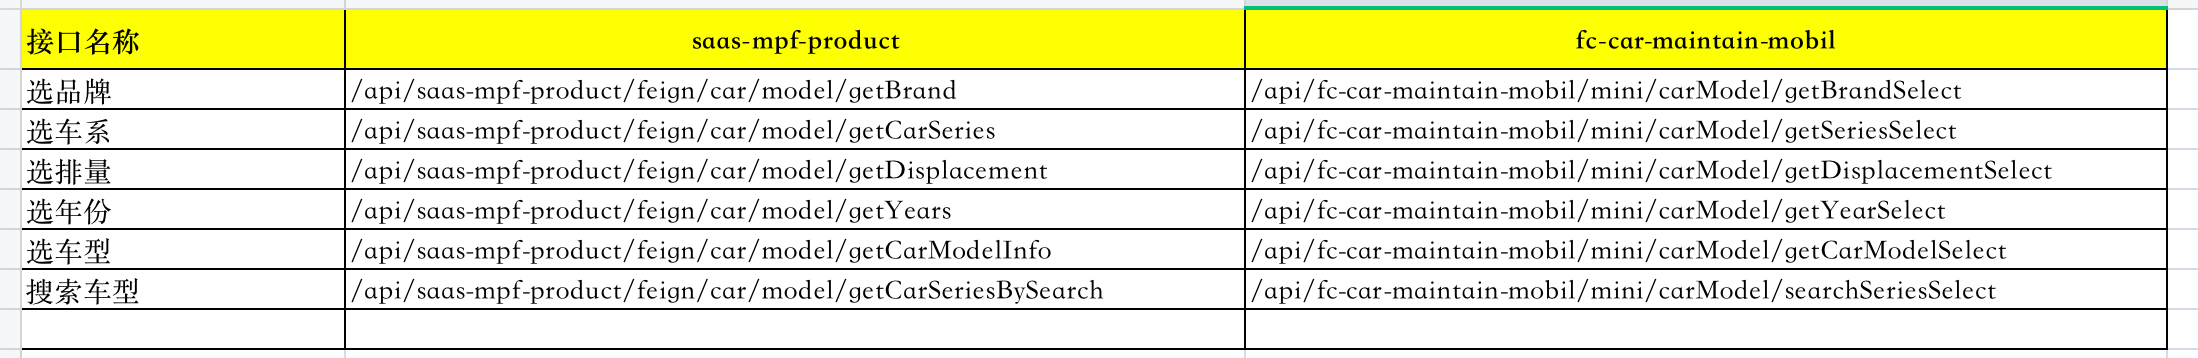 接口名称 saas-mpf-product fc-car-maintain-mobil
选品牌 /api/saas-mpf-product/feign/car/model/getBrand /api/fc-car-maintain-mobil/mini/carModel/getBrandSelect
选车系 /api/saas-mpf-product/feign/car/model/getCarSeries /api/fc-car-maintain-mobil/mini/carModel/getSeriesSelect
选排量 /api/saas-mpf-product/feign/car/model/getDisplacement /api/fc-car-maintain-mobil/mini/carModel/getDisplacementSelect
选年份 /api/saas-mpf-product/feign/car/model/getYears /api/fc-car-maintain-mobil/mini/carModel/getYearSelect
选车型 /api/saas-mpf-product/feign/car/model/getCarModelInfo /api/fc-car-maintain-mobil/mini/carModel/getCarModelSelect
搜索车型 /api/saas-mpf-product/feign/car/model/getCarSeriesBySearch /api/fc-car-maintain-mobil/mini/carModel/searchSeriesSelect